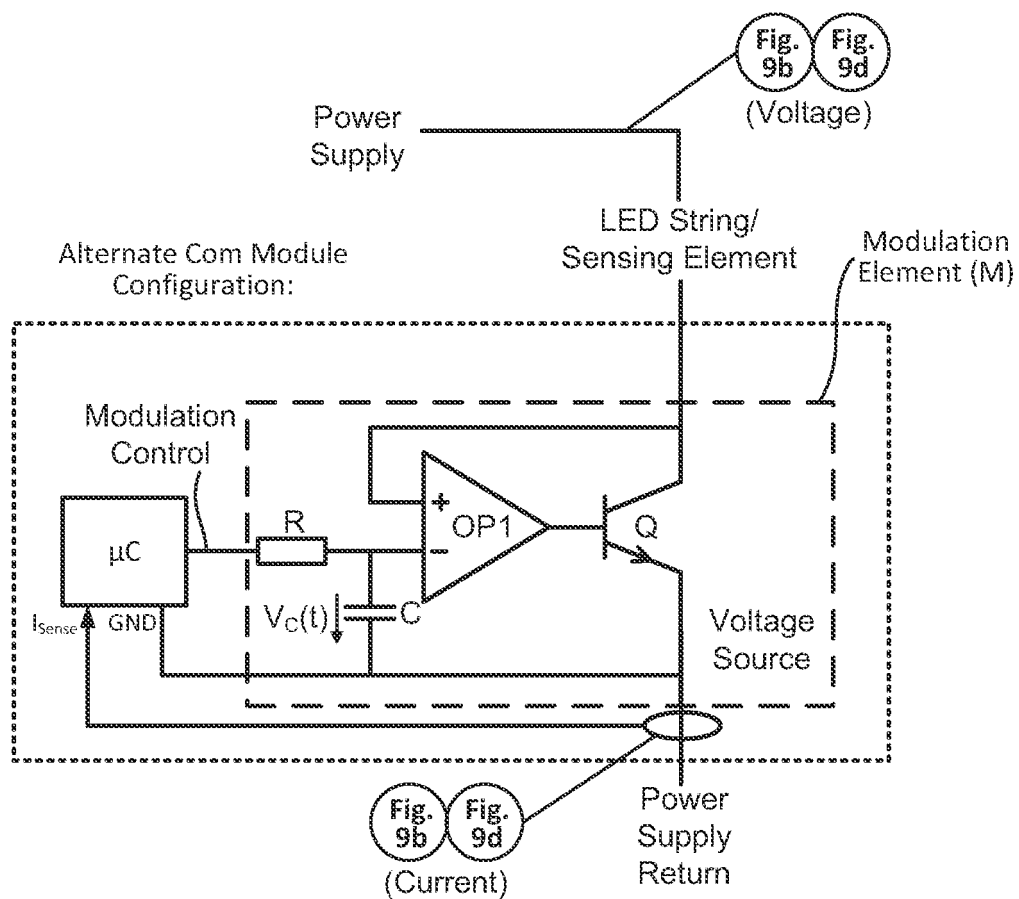 Fig.
9b
Fig.
9d
(Voltage)
Power
Supply
LED String/
Sensing Element
Alternate Com Module
Configuration:
Modulation
Element (M)
Modulation
Control
µC
R
+
−
OP1
Q
ISense
GND
VC(t)
C
Voltage
Source
Fig.
9b
Fig.
9d
(Current)
Power
Supply
Return